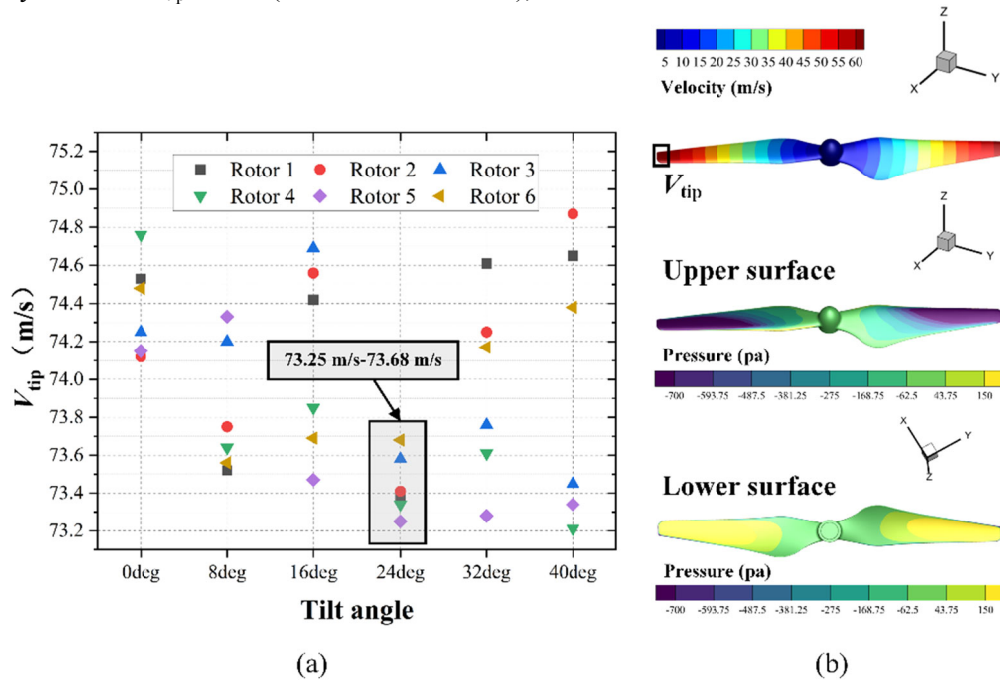 Z
X
Y
5 10 15 20 25 30 35 40 45 50 55 60
Velocity (m/s)
V_tip
75.2
75.0
74.8
74.6
74.4
74.2
74.0
73.8
73.6
73.4
73.2
V_tip (m/s)
Rotor 1 Rotor 2 Rotor 3
Rotor 4 Rotor 5 Rotor 6
73.25 m/s-73.68 m/s
0deg 8deg 16deg 24deg 32deg 40deg
Tilt angle
(a)
Z
X
Y
Upper surface
Pressure (pa)
-700 -593.75 -487.5 -381.25 -275 -168.75 -62.5 43.75 150
X
Y
Z
Lower surface
Pressure (pa)
-700 -593.75 -487.5 -381.25 -275 -168.75 -62.5 43.75 150
(b)